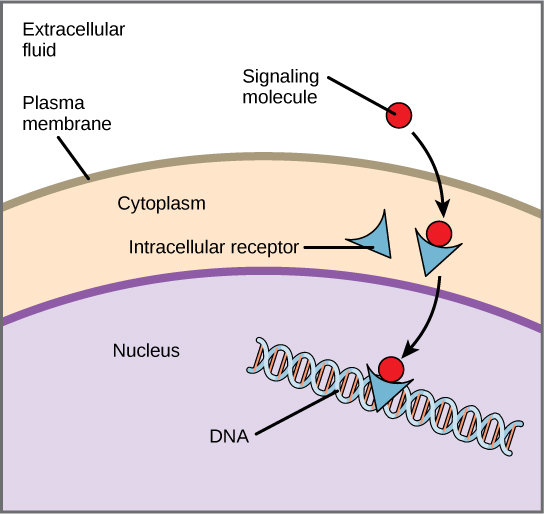 Extracellular
fluid
Signaling
molecule
Plasma
membrane
Cytoplasm
Intracellular receptor
Nucleus
DNA